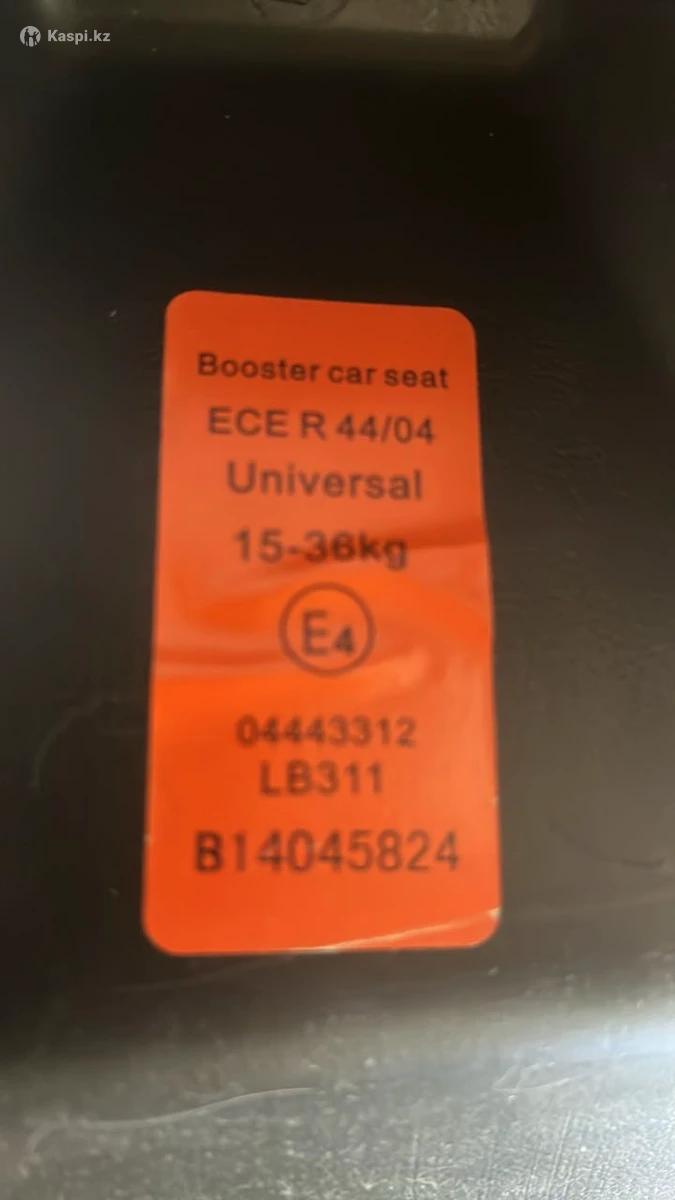 Kaspi.kz
Booster car seat
ECE R 44/04
Universal
15-36kg
E4
04443312
LB311
B14045824